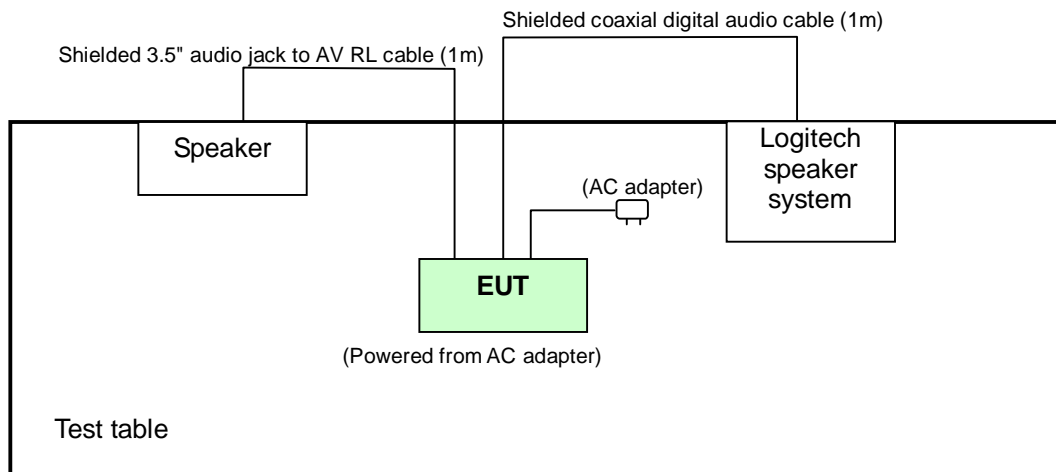 Shielded coaxial digital audio cable (1m)
Shielded 3.5" audio jack to AV RL cable (1m)
Speaker
Logitech
speaker
system
(AC adapter)
EUT
(Powered from AC adapter)
Test table